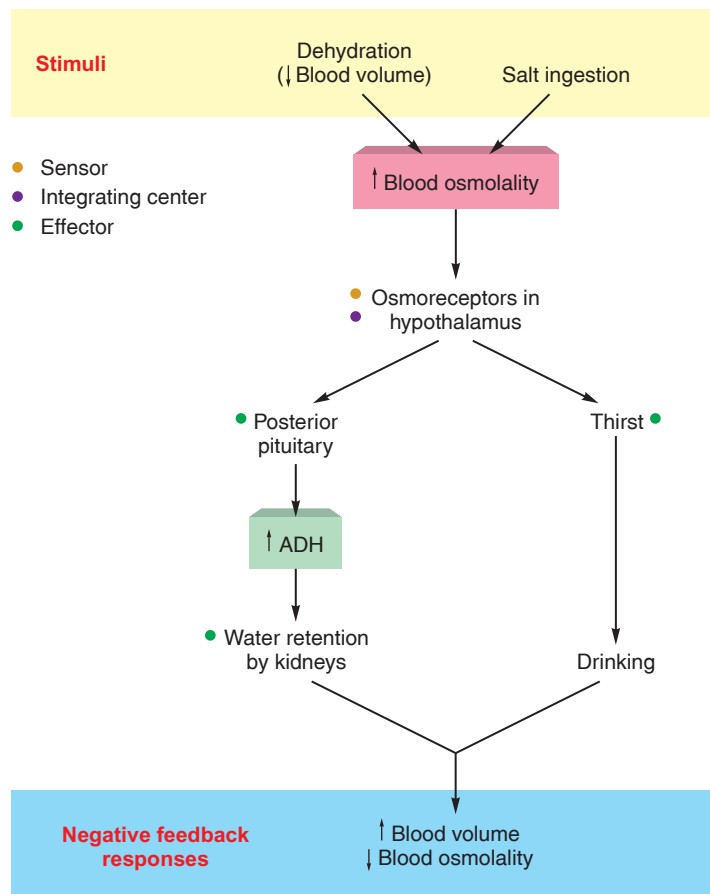 Stimuli
Dehydration
(↓ Blood volume)
Salt ingestion
Sensor
Integrating center
Effector
↑ Blood osmolality
Osmoreceptors in
hypothalamus
Posterior
pituitary
Thirst
↑ ADH
Water retention
by kidneys
Drinking
Negative feedback
responses
↑ Blood volume
↓ Blood osmolality